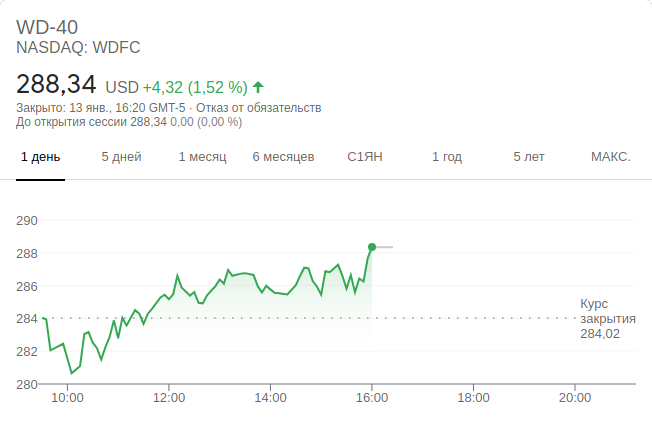 WD-40
NASDAQ: WDFC
288,34 USD +4,32 (1,52 %)
Закрыто: 13 янв., 16:20 GMT-5 · Отказ от обязательств
До открытия сессии 288,34 0,00 (0,00 %)
1 день 5 дней 1 месяц 6 месяцев С1ЯН 1 год 5 лет МАКС.
290
288
286
284
282
280
Курс
закрытия
284,02
10:00 12:00 14:00 16:00 18:00 20:00